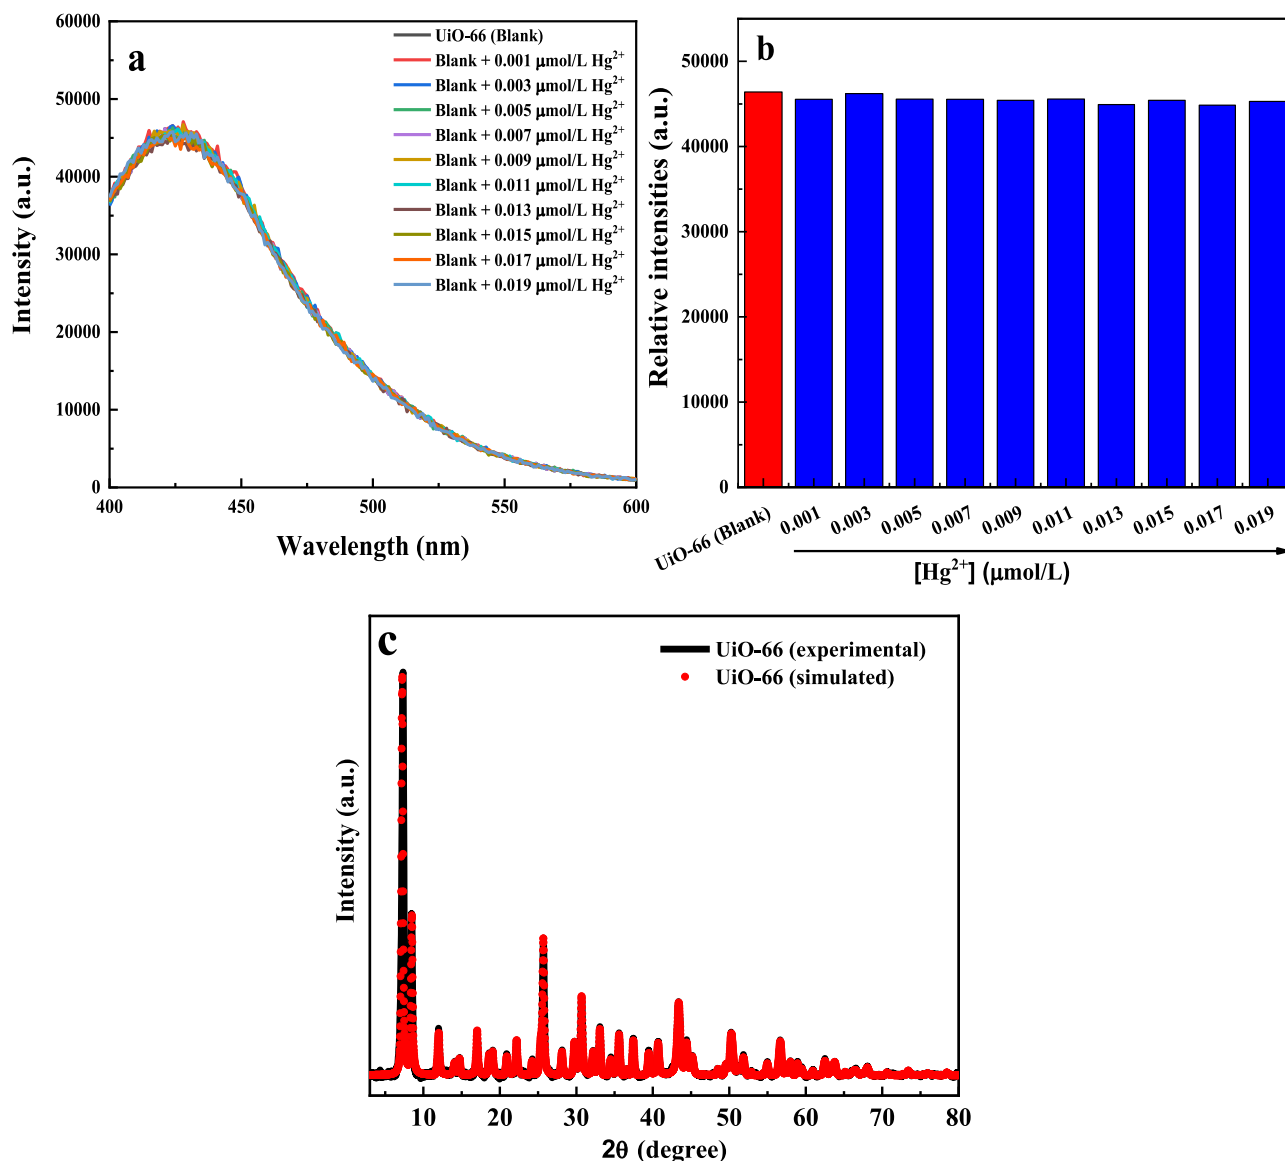 a
UiO-66 (Blank)
Blank + 0.001 μmol/L Hg²⁺
Blank + 0.003 μmol/L Hg²⁺
Blank + 0.005 μmol/L Hg²⁺
Blank + 0.007 μmol/L Hg²⁺
Blank + 0.009 μmol/L Hg²⁺
Blank + 0.011 μmol/L Hg²⁺
Blank + 0.013 μmol/L Hg²⁺
Blank + 0.015 μmol/L Hg²⁺
Blank + 0.017 μmol/L Hg²⁺
Blank + 0.019 μmol/L Hg²⁺
Intensity (a.u.)
60000
50000
40000
30000
20000
10000
0
400
450
500
550
600
Wavelength (nm)
b
Relative intensities (a.u.)
50000
40000
30000
20000
10000
0
UiO-66 (Blank)
0.001
0.003
0.005
0.007
0.009
0.011
0.013
0.015
0.017
0.019
[Hg²⁺] (μmol/L)
c
UiO-66 (experimental)
UiO-66 (simulated)
Intensity (a.u.)
10
20
30
40
50
60
70
80
2θ (degree)